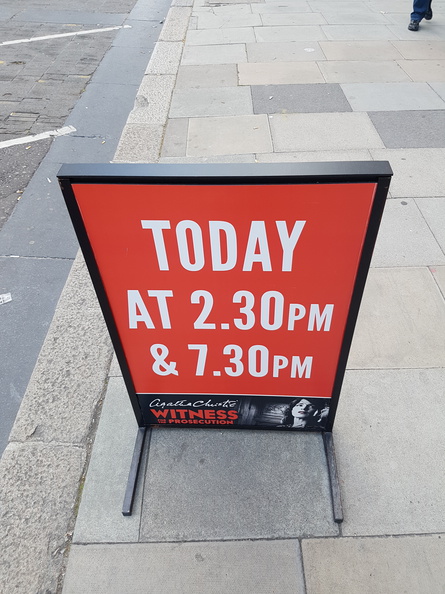 TODAY
AT 2.30PM
& 7.30PM
Agatha Christie
WITNESS
FOR THE PROSECUTION